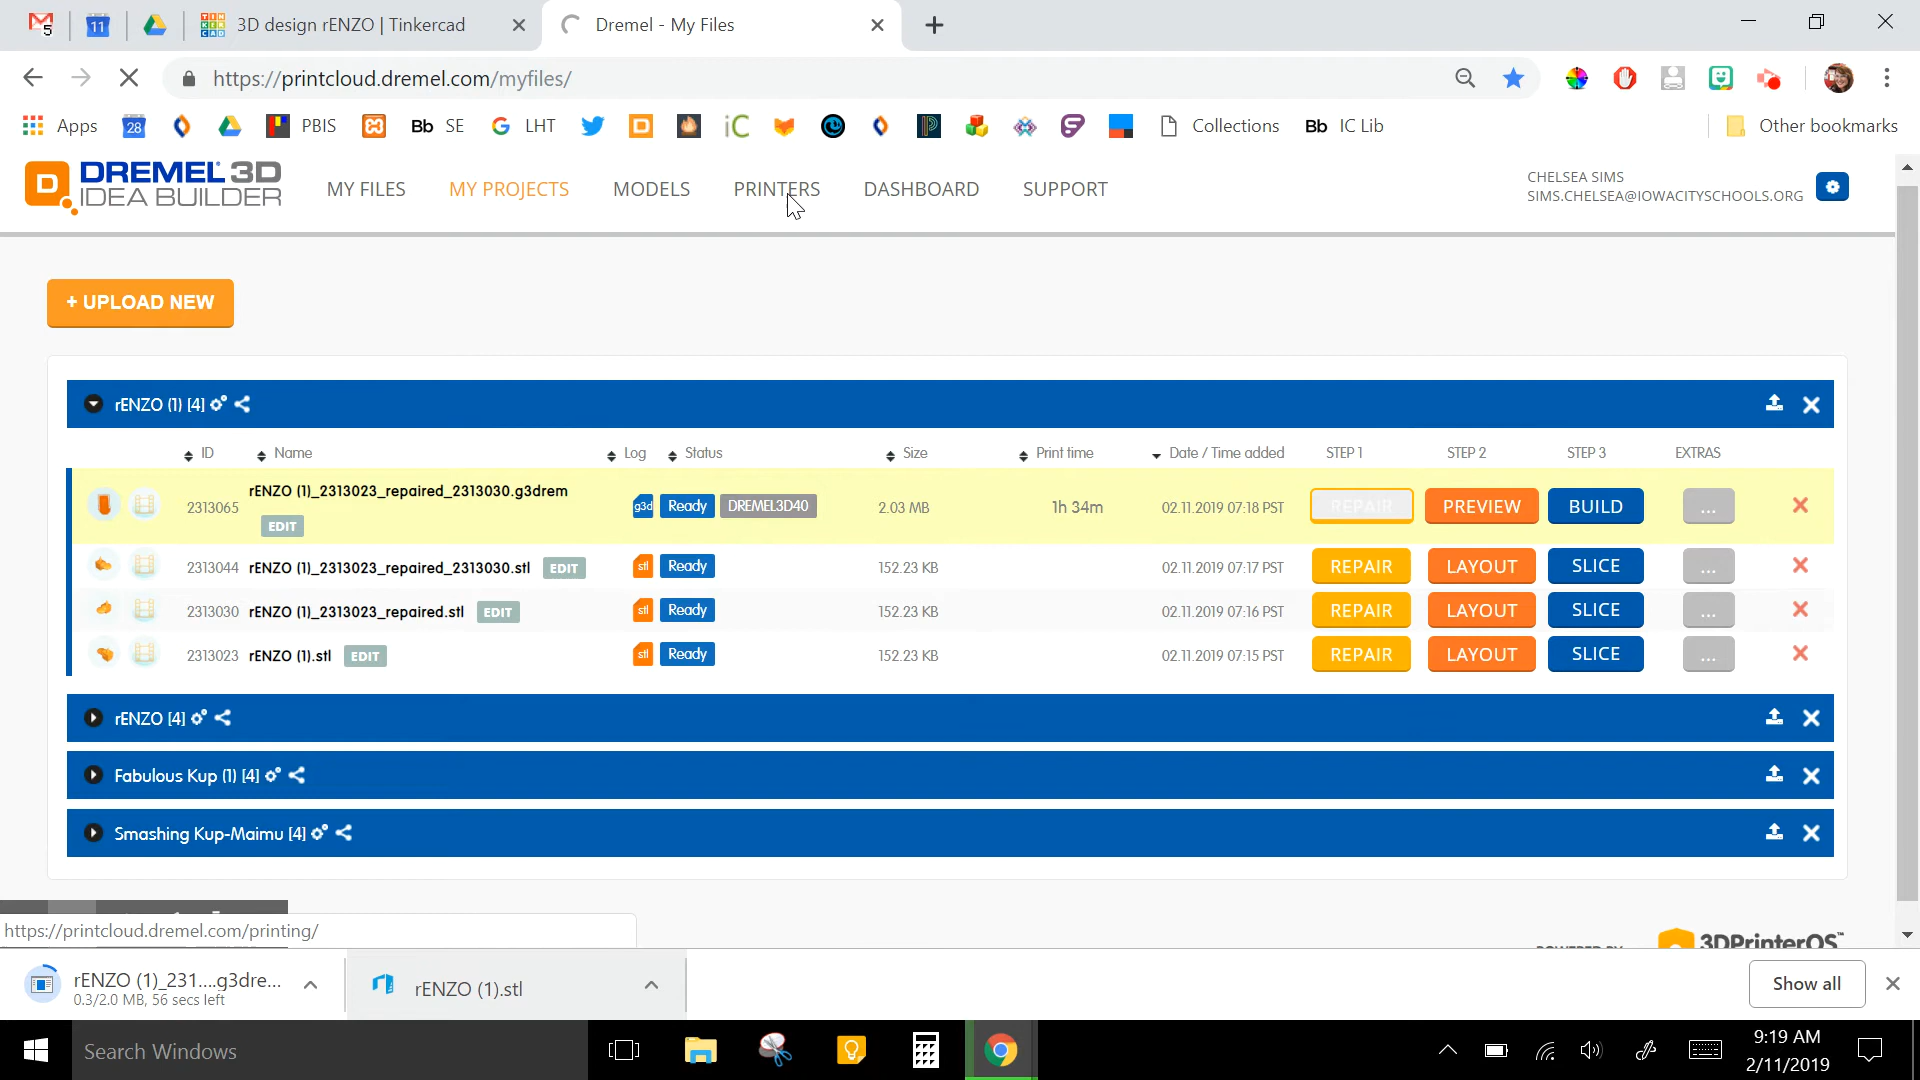 5
11
3D design rENZO | Tinkercad
Dremel - My Files
https://printcloud.dremel.com/myfiles/
Apps
28
PBIS
Bb SE
G LHT
iC
Collections
Bb IC Lib
Other bookmarks
D DREMEL 3D
IDEA BUILDER
MY FILES
MY PROJECTS
MODELS
PRINTERS
DASHBOARD
SUPPORT
CHELSEA SIMS
SIMS.CHELSEA@IOWACITYSCHOOLS.ORG
+ UPLOAD NEW
rENZO (1) [4]
ID Name Log Status Size Print time Date / Time added STEP 1 STEP 2 STEP 3 EXTRAS
rENZO (1)_2313023_repaired_2313030.g3drem
2313065 g3d Ready DREMEL3D40 2.03 MB 1h 34m 02.11.2019 07:18 PST REPAIR PREVIEW BUILD ...
EDIT
2313044 rENZO (1)_2313023_repaired_2313030.stl EDIT stl Ready 152.23 KB 02.11.2019 07:17 PST REPAIR LAYOUT SLICE ...
2313030 rENZO (1)_2313023_repaired.stl EDIT stl Ready 152.23 KB 02.11.2019 07:16 PST REPAIR LAYOUT SLICE ...
2313023 rENZO (1).stl EDIT stl Ready 152.23 KB 02.11.2019 07:15 PST REPAIR LAYOUT SLICE ...
rENZO [4]
Fabulous Kup (1) [4]
Smashing Kup-Maimu [4]
https://printcloud.dremel.com/printing/
POWERED BY
3DPrinterOS™
rENZO (1)_231....g3dre...
0.3/2.0 MB, 56 secs left
rENZO (1).stl
Show all
Search Windows
9:19 AM
2/11/2019